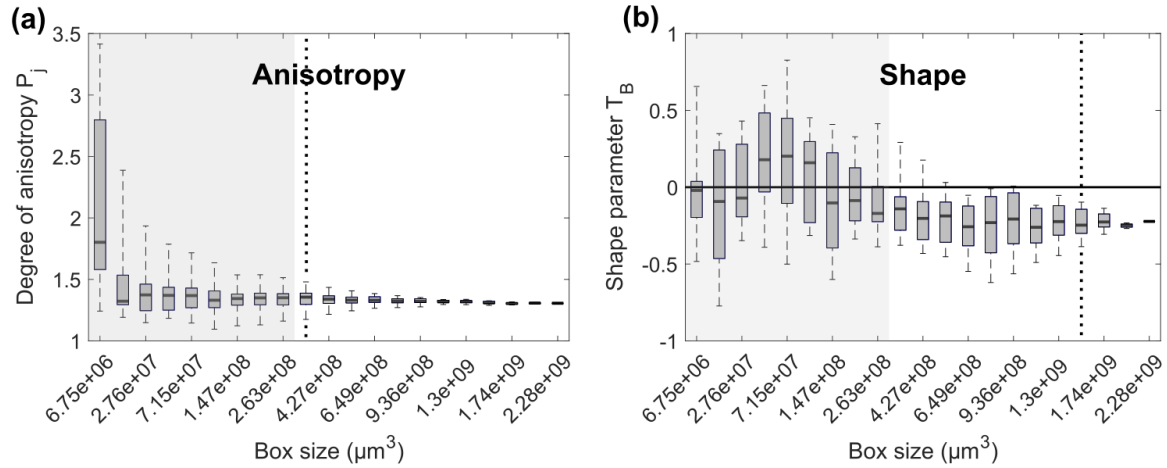 (a)
Anisotropy
Degree of anisotropy P_j
3.5
3
2.5
2
1.5
1
6.75e+06
2.76e+07
7.15e+07
1.47e+08
2.63e+08
4.27e+08
6.49e+08
9.36e+08
1.3e+09
1.74e+09
2.28e+09
Box size (µm³)
(b)
Shape
Shape parameter T_B
1
0.5
0
-0.5
-1
6.75e+06
2.76e+07
7.15e+07
1.47e+08
2.63e+08
4.27e+08
6.49e+08
9.36e+08
1.3e+09
1.74e+09
2.28e+09
Box size (µm³)